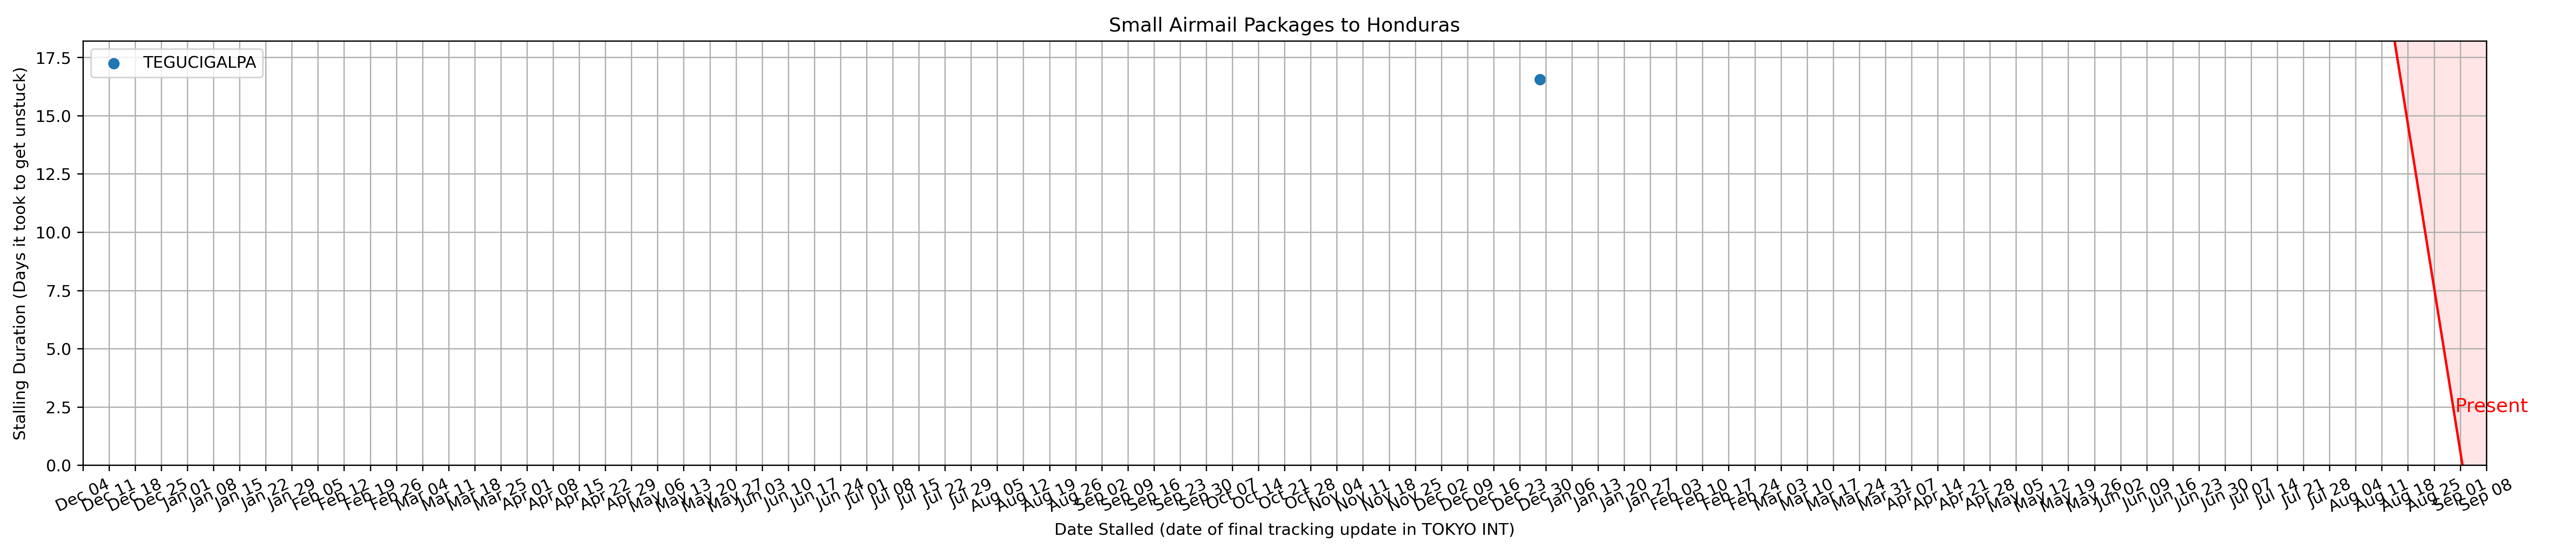 Small Airmail Packages to Honduras
TEGUCIGALPA
17.5
15.0
12.5
10.0
7.5
5.0
2.5
0.0
Stalling Duration (Days it took to get unstuck)
Present
Dec 04
Dec 11
Dec 18
Dec 25
Jan 01
Jan 08
Jan 15
Jan 22
Jan 29
Feb 05
Feb 12
Feb 19
Feb 26
Mar 04
Mar 11
Mar 18
Mar 25
Apr 01
Apr 08
Apr 15
Apr 22
Apr 29
May 06
May 13
May 20
May 27
Jun 03
Jun 10
Jun 17
Jun 24
Jul 01
Jul 08
Jul 15
Jul 22
Jul 29
Aug 05
Aug 12
Aug 19
Aug 26
Sep 02
Sep 09
Sep 16
Sep 23
Sep 30
Oct 07
Oct 14
Oct 21
Oct 28
Nov 04
Nov 11
Nov 18
Nov 25
Dec 02
Dec 09
Dec 16
Dec 23
Dec 30
Jan 06
Jan 13
Jan 20
Jan 27
Feb 03
Feb 10
Feb 17
Feb 24
Mar 03
Mar 10
Mar 17
Mar 24
Mar 31
Apr 07
Apr 14
Apr 21
Apr 28
May 05
May 12
May 19
May 26
Jun 02
Jun 09
Jun 16
Jun 23
Jun 30
Jul 07
Jul 14
Jul 21
Jul 28
Aug 04
Aug 11
Aug 18
Aug 25
Sep 01
Sep 08
Date Stalled (date of final tracking update in TOKYO INT)